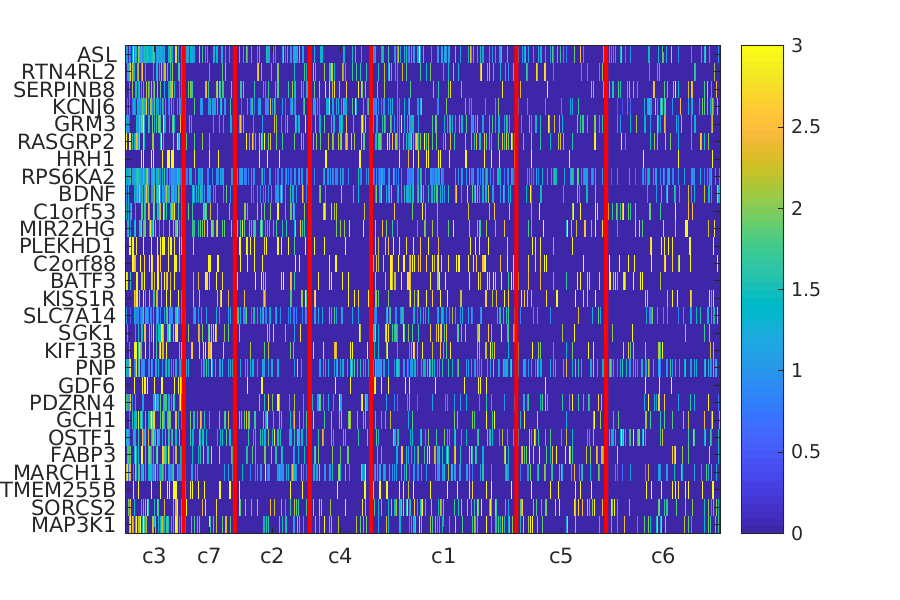 ASL
RTN4RL2
SERPINB8
KCNJ6
GRM3
RASGRP2
HRH1
RPS6KA2
BDNF
C1orf53
MIR22HG
PLEKHD1
C2orf88
BATF3
KISS1R
SLC7A14
SGK1
KIF13B
PNP
GDF6
PDZRN4
GCH1
OSTF1
FABP3
MARCH11
TMEM255B
SORCS2
MAP3K1
c3 c7 c2 c4 c1 c5 c6
3
2.5
2
1.5
1
0.5
0